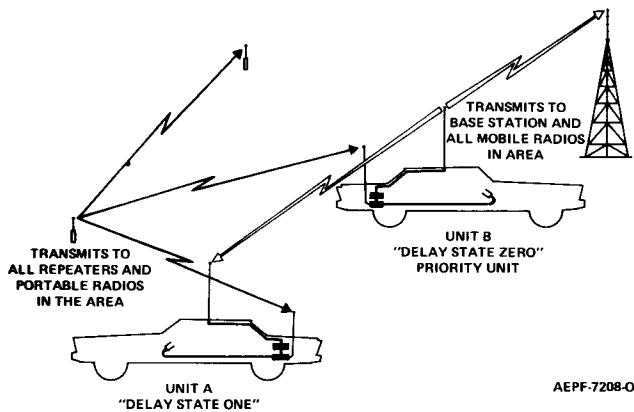 TRANSMITS TO
BASE STATION AND
ALL MOBILE RADIOS
IN AREA
TRANSMITS TO
ALL REPEATERS AND
PORTABLE RADIOS
IN THE AREA
UNIT B
"DELAY STATE ZERO"
PRIORITY UNIT
UNIT A
"DELAY STATE ONE"
AEPF-7208-O